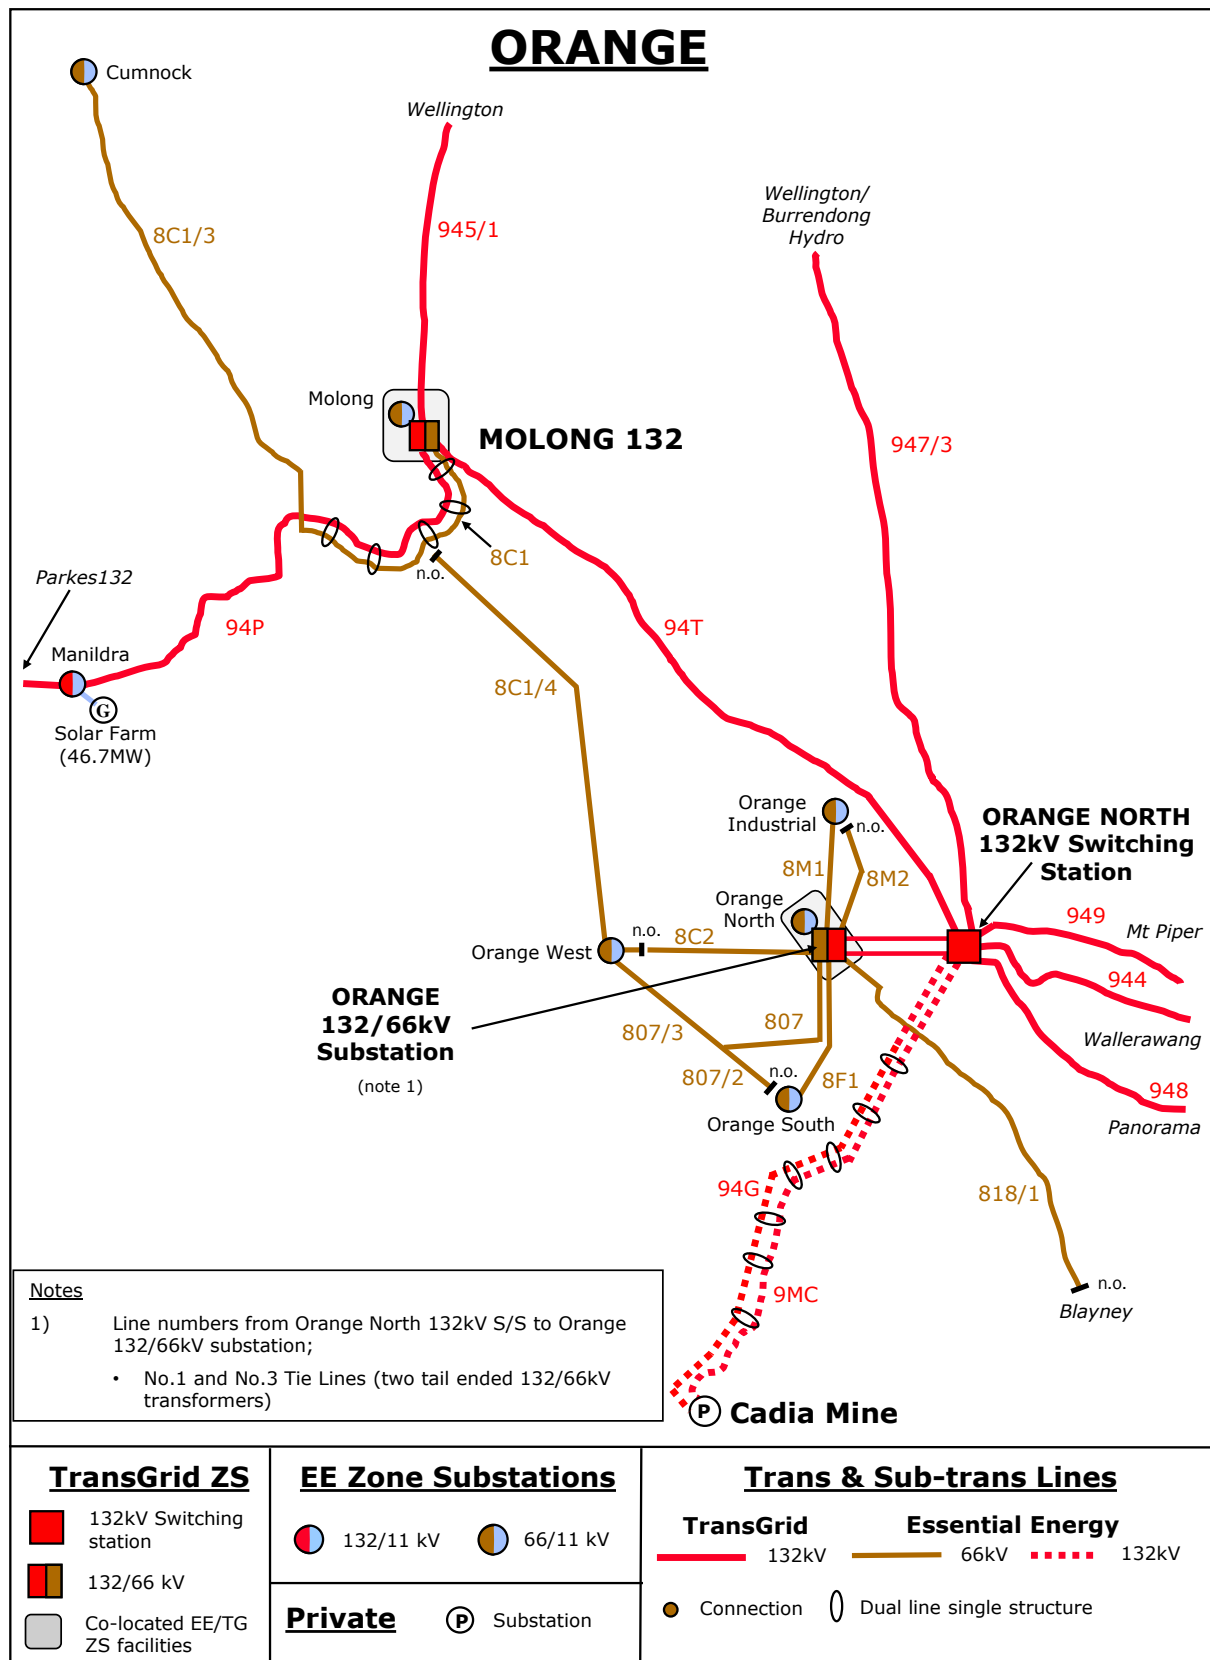 ORANGE
Cumnock
Wellington
Wellington/
Burrendong
Hydro
8C1/3
945/1
Molong
MOLONG 132
947/3
8C1
n.o.
Parkes132
94P
94T
Manildra
8C1/4
G
Solar Farm
(46.7MW)
Orange
Industrial
n.o.
ORANGE NORTH
132kV Switching
Station
8M1
8M2
Orange
North
949
Mt Piper
n.o.
8C2
Orange West
944
ORANGE
132/66kV
Substation
(note 1)
807
807/3
Wallerawang
807/2
n.o.
8F1
948
Orange South
Panorama
94G
818/1
9MC
n.o.
Blayney
Notes
1) Line numbers from Orange North 132kV S/S to Orange
132/66kV substation;
• No.1 and No.3 Tie Lines (two tail ended 132/66kV
transformers)
P Cadia Mine
TransGrid ZS
132kV Switching
station
132/66 kV
Co-located EE/TG
ZS facilities
EE Zone Substations
132/11 kV
66/11 kV
Private
P Substation
Trans & Sub-trans Lines
TransGrid
Essential Energy
132kV
66kV
132kV
Connection
Dual line single structure